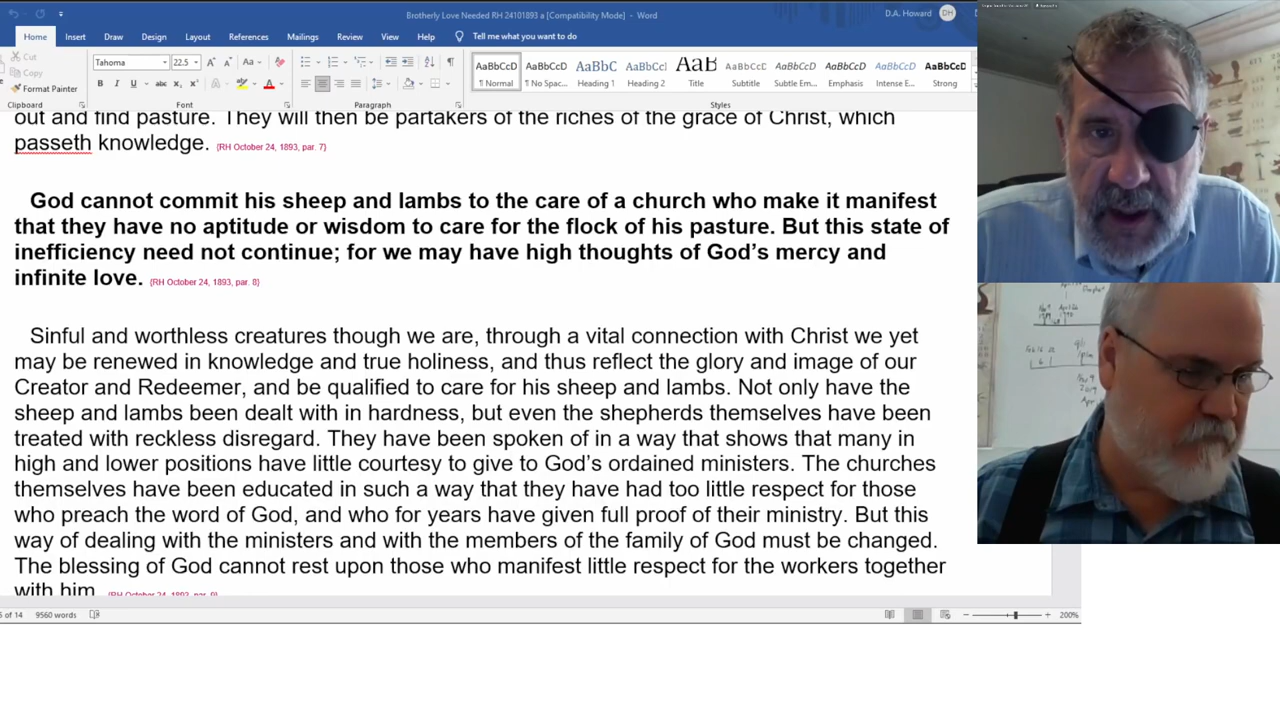 Brotherly Love Needed RH 24101893 a [Compatibility Mode] - Word
D.A. Howard DH
Home Insert Draw Design Layout References Mailings Review View Help Tell me what you want to do
Cut
Copy
Format Painter
Tahoma 22.5
AaBbCcD AaBbCcD AaBbC AaBbCcI AaB AaBbCcD AaBbCcD AaBbCcD AaBbCcD AaBbCcD
¶ Normal ¶ No Spac... Heading 1 Heading 2 Title Subtitle Subtle Em... Emphasis Intense E... Strong
Clipboard Font Paragraph Styles
out and find pasture. They will then be partakers of the riches of the grace of Christ, which
passeth knowledge. {RH October 24, 1893, par. 7}
God cannot commit his sheep and lambs to the care of a church who make it manifest
that they have no aptitude or wisdom to care for the flock of his pasture. But this state of
inefficiency need not continue; for we may have high thoughts of God's mercy and
infinite love. {RH October 24, 1893, par. 8}
Sinful and worthless creatures though we are, through a vital connection with Christ we yet
may be renewed in knowledge and true holiness, and thus reflect the glory and image of our
Creator and Redeemer, and be qualified to care for his sheep and lambs. Not only have the
sheep and lambs been dealt with in hardness, but even the shepherds themselves have been
treated with reckless disregard. They have been spoken of in a way that shows that many in
high and lower positions have little courtesy to give to God's ordained ministers. The churches
themselves have been educated in such a way that they have had too little respect for those
who preach the word of God, and who for years have given full proof of their ministry. But this
way of dealing with the ministers and with the members of the family of God must be changed.
The blessing of God cannot rest upon those who manifest little respect for the workers together
with him. {RH October 24, 1893, par. 9}
of 14 9560 words 200%